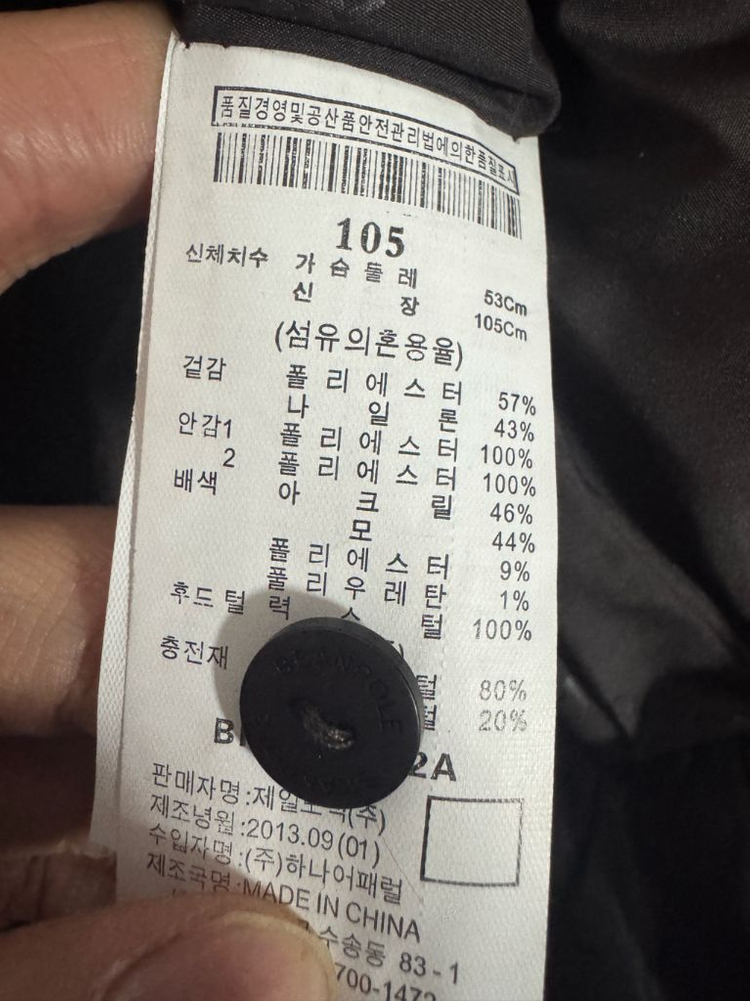 품질경영및공산품안전관리법에의한품질표시
105
신체치수 가슴둘레 53Cm
신장 105Cm
(섬유의혼용율)
겉감 폴리에스터 57%
나일론 43%
안감1 폴리에스터 100%
2 폴리에스터 100%
배색 아크릴 46%
모 44%
폴리에스터 9%
폴리우레탄 1%
후드털 털 100%
충전재
털 80%
털 20%
2A
BEANPOLE
판매자명:제일모직(주)
제조년월:2013.09(01)
수입자명:(주)하나어패럴
제조국명:MADE IN CHINA
수송동 83-1
700-1472